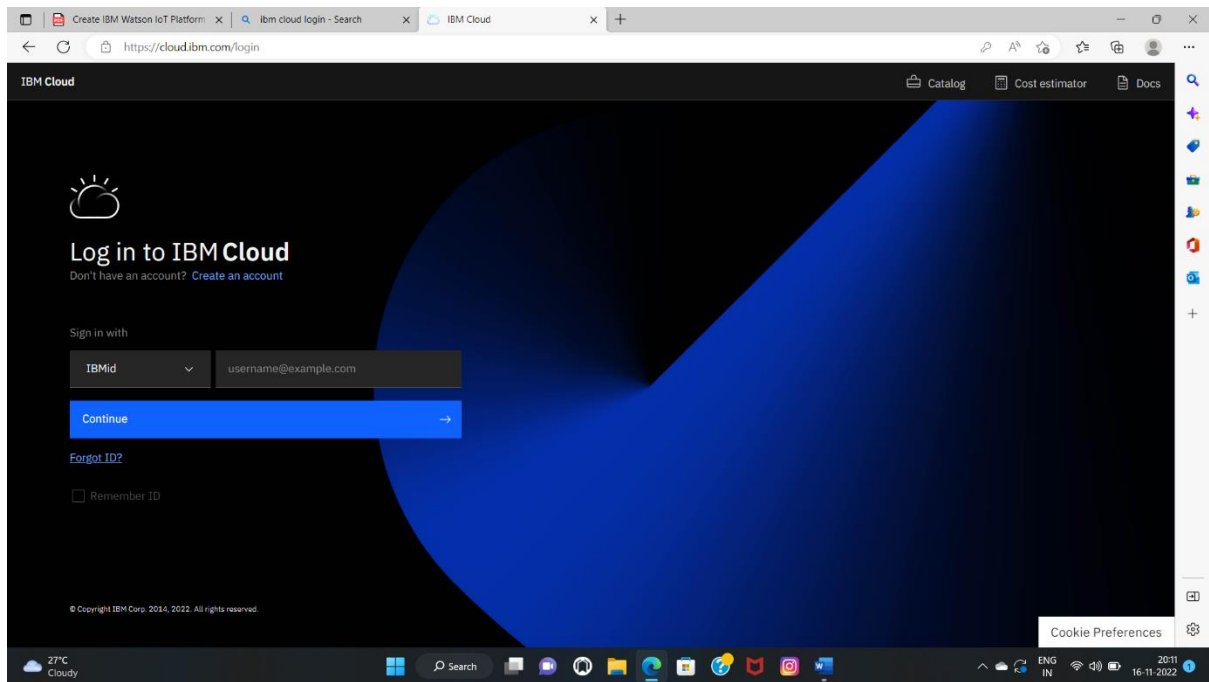 Create IBM Watson IoT Platform
ibm cloud login - Search
IBM Cloud
https://cloud.ibm.com/login
IBM Cloud
Catalog
Cost estimator
Docs
Log in to IBM Cloud
Don't have an account? Create an account
Sign in with
IBMid
username@example.com
Continue
Forgot ID?
Remember ID
© Copyright IBM Corp. 2014, 2022. All rights reserved.
Cookie Preferences
27°C
Cloudy
Search
ENG
IN
20:11
16-11-2022
1